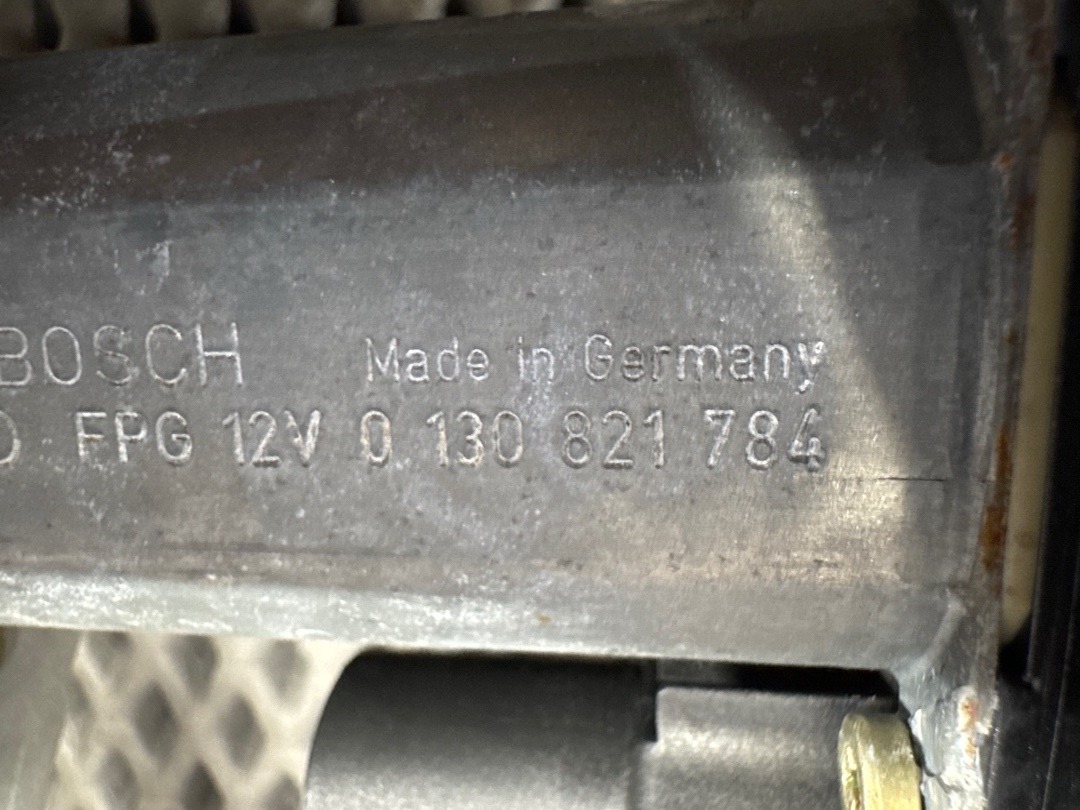 BOSCH Made in Germany
FPG 12V 0 130 821 784